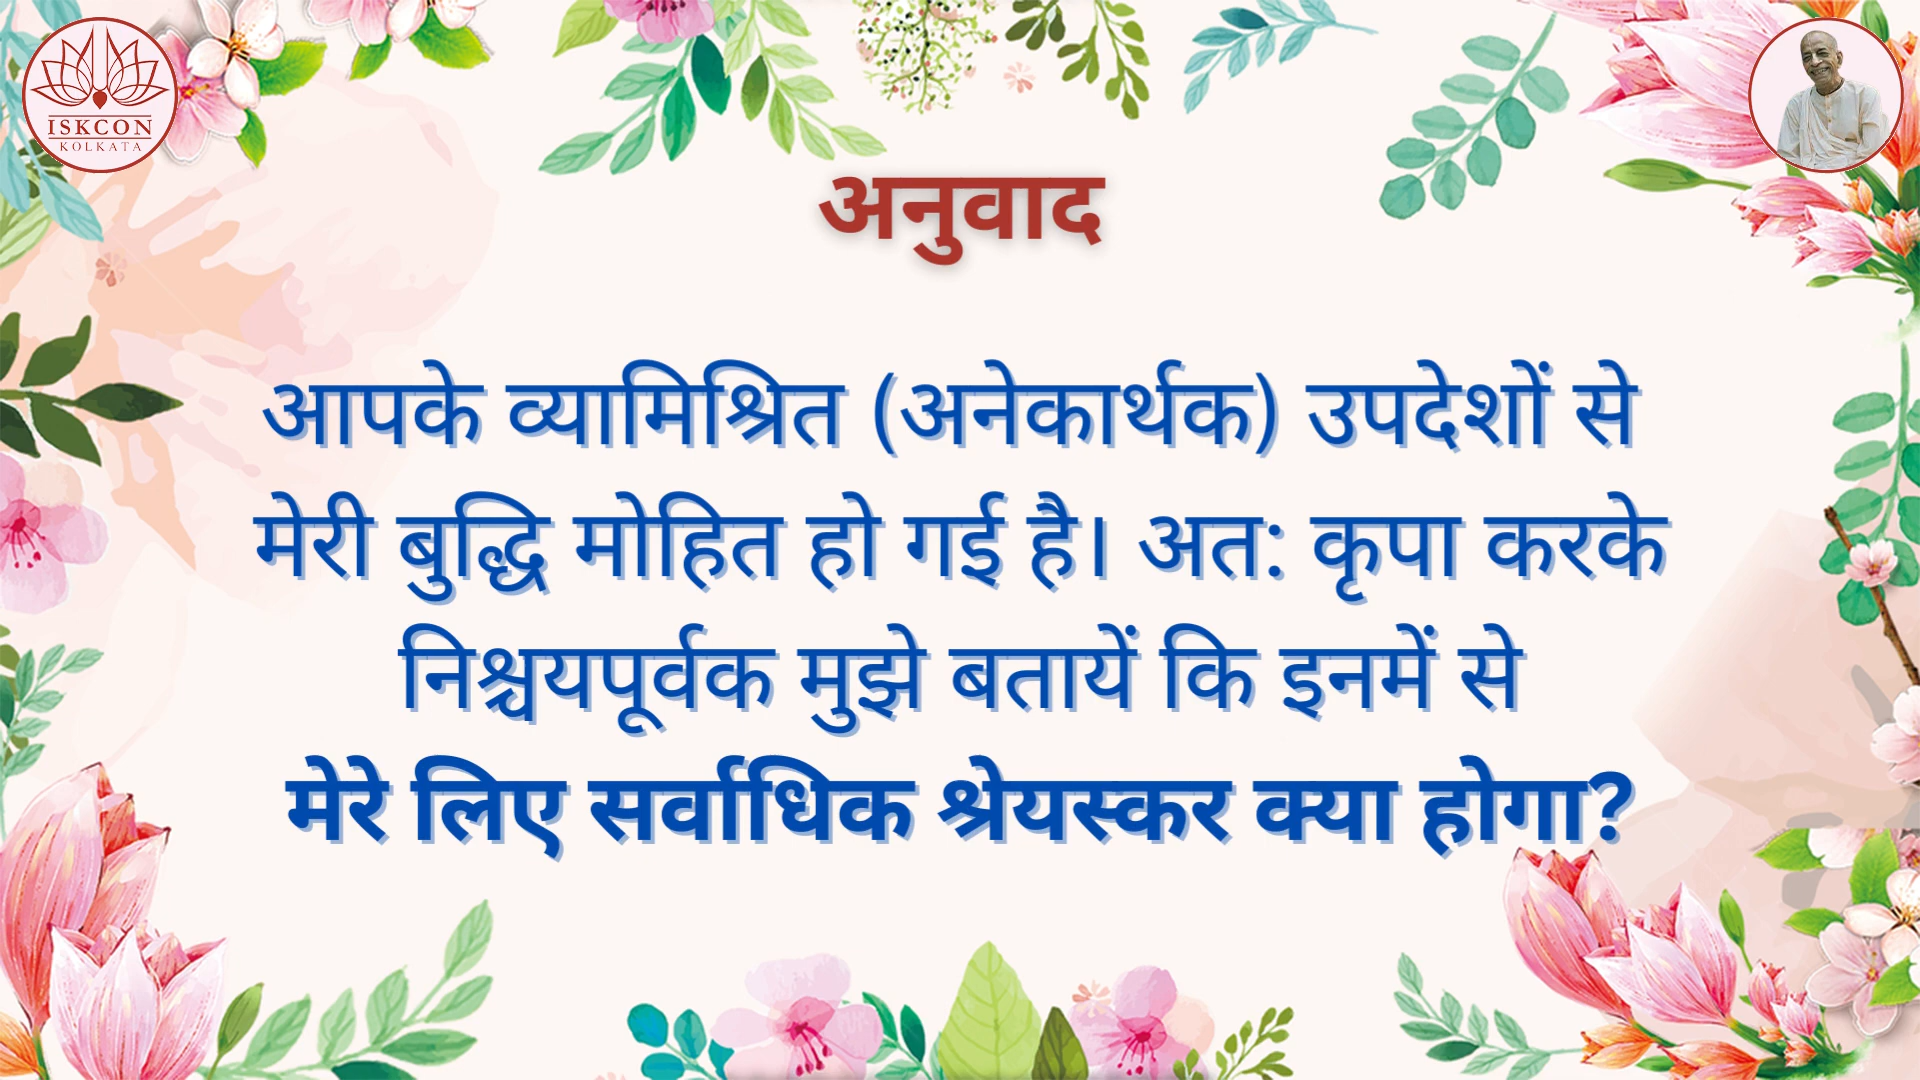 ISKCON
KOLKATA
अनुवाद
आपके व्यामिश्रित (अनेकार्थक) उपदेशों से
मेरी बुद्धि मोहित हो गई है। अत: कृपा करके
निश्चयपूर्वक मुझे बतायें कि इनमें से
मेरे लिए सर्वाधिक श्रेयस्कर क्या होगा?